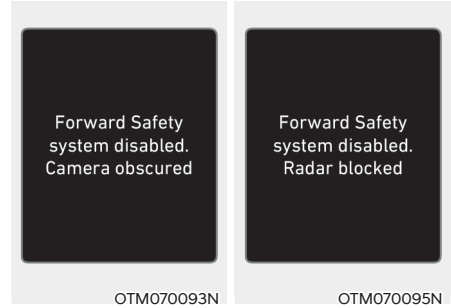 Forward Safety
system disabled.
Camera obscured
OTM070093N
Forward Safety
system disabled.
Radar blocked
OTM070095N